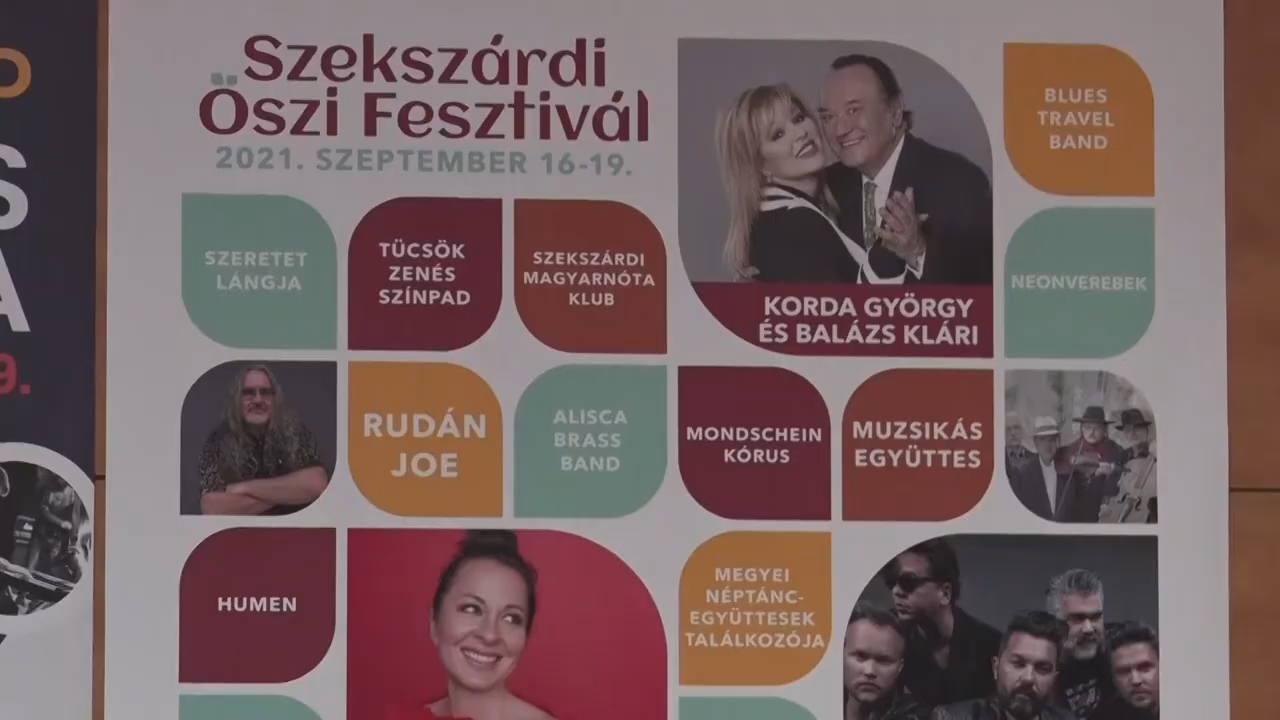 Szekszárdi
Őszi Fesztivál
2021. SZEPTEMBER 16-19.
BLUES
TRAVEL
BAND
SZERETET
LÁNGJA
TÜCSÖK
ZENÉS
SZÍNPAD
SZEKSZÁRDI
MAGYARNÓTA
KLUB
KORDA GYÖRGY
ÉS BALÁZS KLÁRI
NEONVEREBEK
RUDÁN
JOE
ALISCA
BRASS
BAND
MONDSCHEIN
KÓRUS
MUZSIKÁS
EGYÜTTES
HUMEN
MEGYEI
NÉPTÁNC-
EGYÜTTESEK
TALÁLKOZÓJA
O
S
A
9.